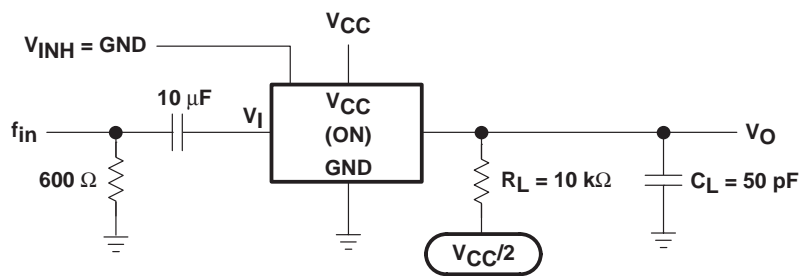 V_CC
V_INH = GND
10 μF
V_I
V_CC
(ON)
GND
f_in
V_O
600 Ω
R_L = 10 kΩ
C_L = 50 pF
V_CC/2